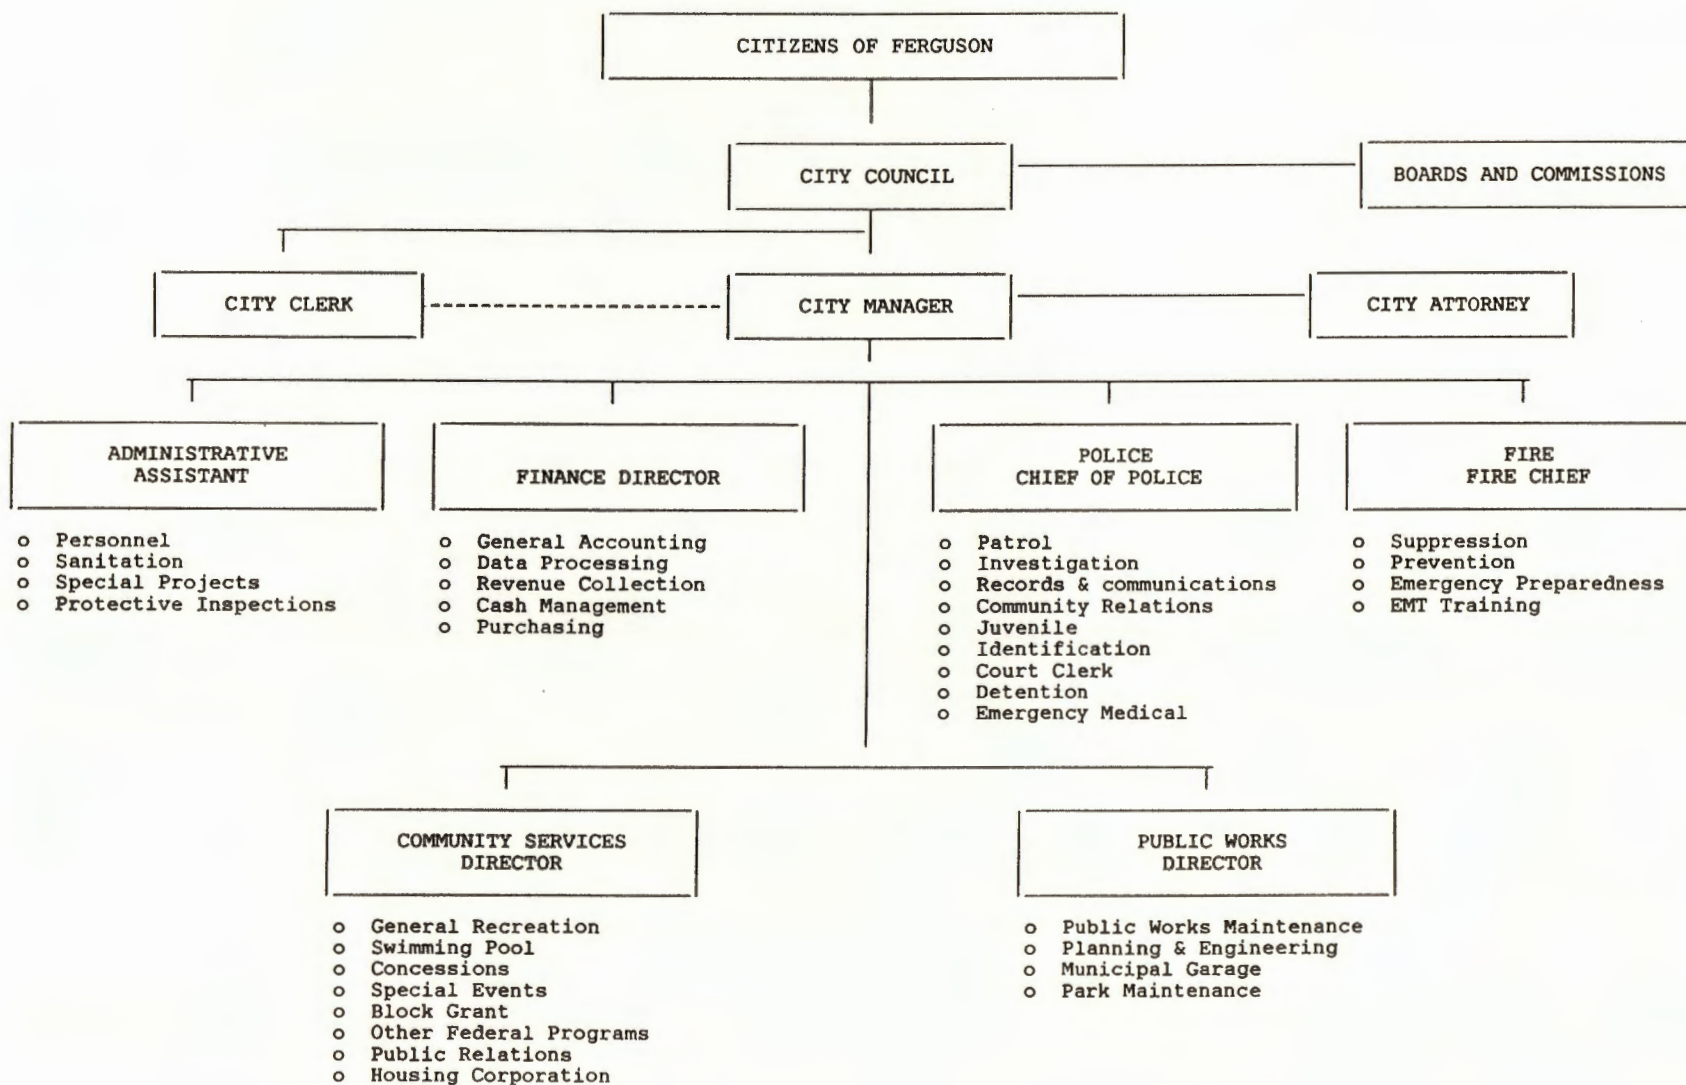 CITIZENS OF FERGUSON
CITY COUNCIL
BOARDS AND COMMISSIONS
CITY CLERK
CITY MANAGER
CITY ATTORNEY
ADMINISTRATIVE
ASSISTANT
o Personnel
o Sanitation
o Special Projects
o Protective Inspections
FINANCE DIRECTOR
o General Accounting
o Data Processing
o Revenue Collection
o Cash Management
o Purchasing
POLICE
CHIEF OF POLICE
o Patrol
o Investigation
o Records & communications
o Community Relations
o Juvenile
o Identification
o Court Clerk
o Detention
o Emergency Medical
FIRE
FIRE CHIEF
o Suppression
o Prevention
o Emergency Preparedness
o EMT Training
COMMUNITY SERVICES
DIRECTOR
o General Recreation
o Swimming Pool
o Concessions
o Special Events
o Block Grant
o Other Federal Programs
o Public Relations
o Housing Corporation
PUBLIC WORKS
DIRECTOR
o Public Works Maintenance
o Planning & Engineering
o Municipal Garage
o Park Maintenance